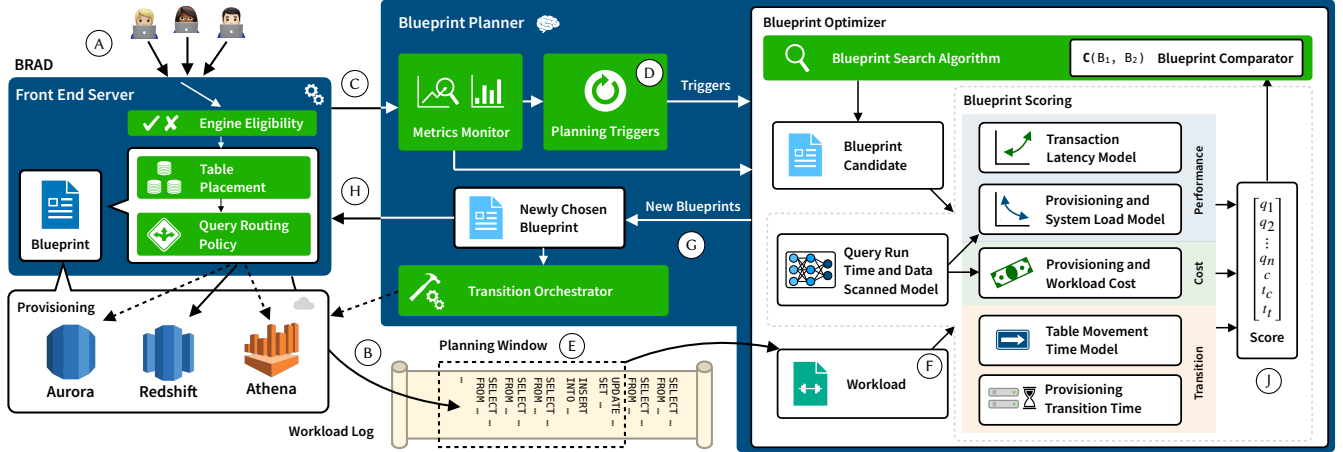 A
BRAD
Front End Server
Engine Eligibility
Table
Placement
Query Routing
Policy
Blueprint
Provisioning
Aurora
Redshift
Athena
C
H
B
Blueprint Planner
Metrics Monitor
D
Planning Triggers
Triggers
Newly Chosen
Blueprint
New Blueprints
G
Transition Orchestrator
Planning Window
E
Workload Log
…
FROM …
SELECT …
FROM …
SELECT …
FROM …
SELECT …
INTO …
INSERT
SET …
UPDATE …
FROM …
SELECT …
FROM …
SELECT …
Blueprint Optimizer
Blueprint Search Algorithm
C(B₁, B₂) Blueprint Comparator
Blueprint
Candidate
Query Run
Time and Data
Scanned Model
Workload
F
Blueprint Scoring
Transaction
Latency Model
Provisioning and
System Load Model
Performance
Provisioning and
Workload Cost
Cost
Table Movement
Time Model
Provisioning
Transition Time
Transition
q₁
q₂
⋮
qₙ
c
t_c
t_t
Score
J